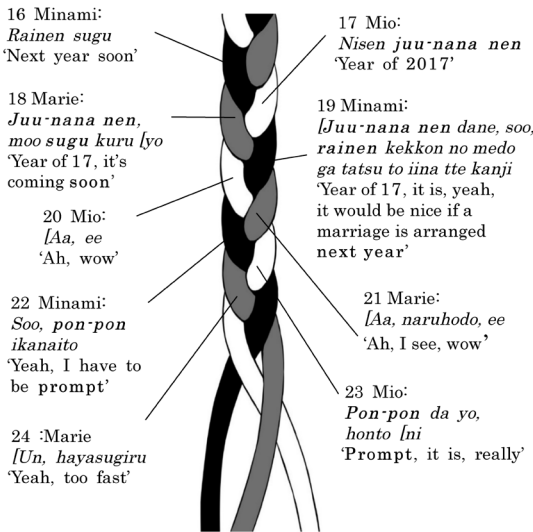 16 Minami:
Rainen sugu
‘Next year soon’
17 Mio:
Nisen juu-nana nen
‘Year of 2017’
18 Marie:
Juu-nana nen,
moo sugu kuru [yo
‘Year of 17, it’s
coming soon’
19 Minami:
[Juu-nana nen dane, soo,
rainen kekkon no medo
ga tatsu to iina tte kanji
‘Year of 17, it is, yeah,
it would be nice if a
marriage is arranged
next year’
20 Mio:
[Aa, ee
‘Ah, wow’
21 Marie:
[Aa, naruhodo, ee
‘Ah, I see, wow’
22 Minami:
Soo, pon-pon
ikanaito
‘Yeah, I have to
be prompt’
23 Mio:
Pon-pon da yo,
honto [ni
‘Prompt, it is, really’
24 :Marie
[Un, hayasugiru
‘Yeah, too fast’